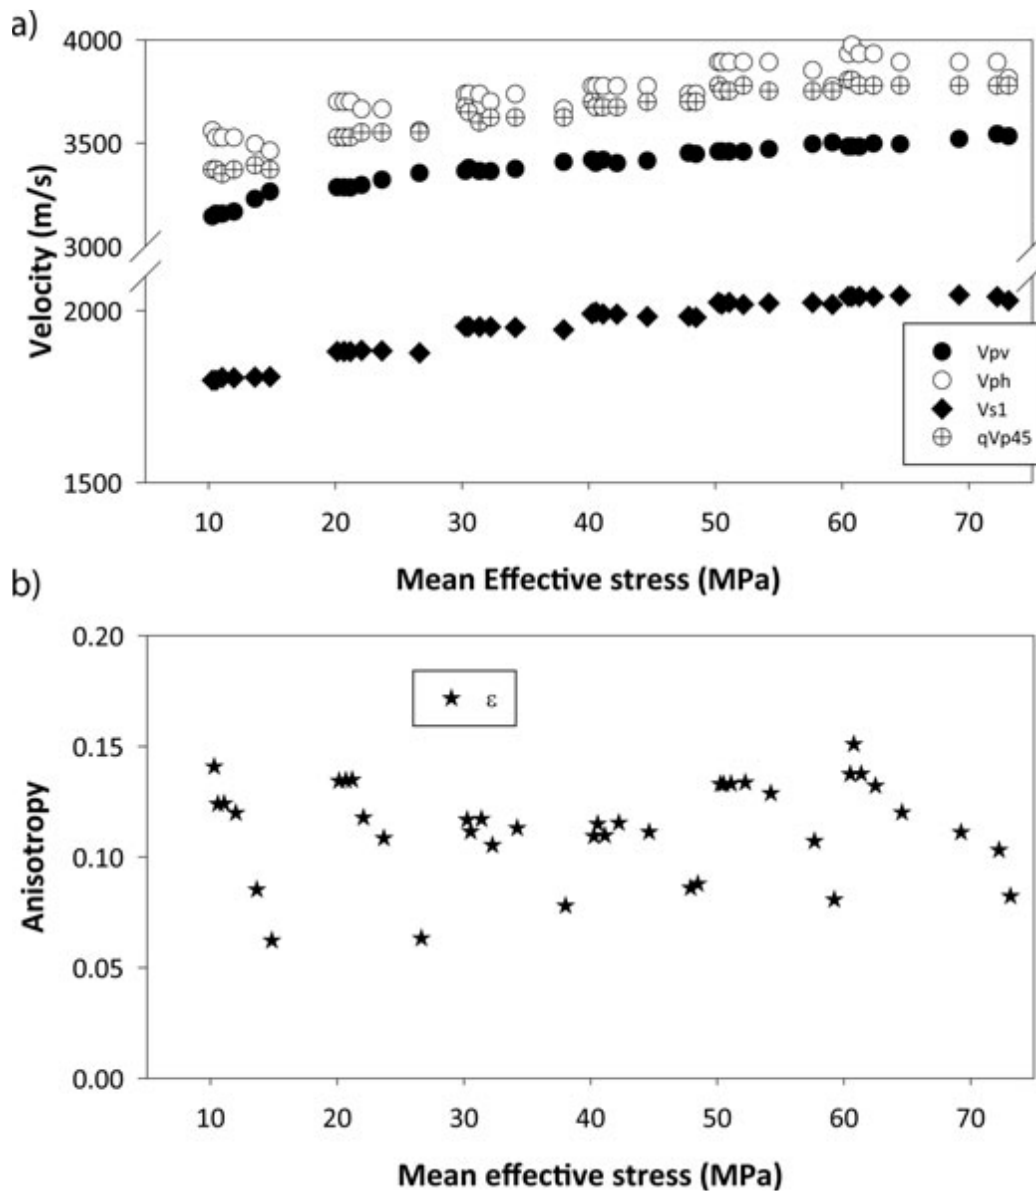 a)
4000
3500
3000
2000
1500
Velocity (m/s)
Vpv
Vph
Vs1
qVp45
10 20 30 40 50 60 70
Mean Effective stress (MPa)
b)
0.20
0.15
0.10
0.05
0.00
Anisotropy
ε
10 20 30 40 50 60 70
Mean effective stress (MPa)